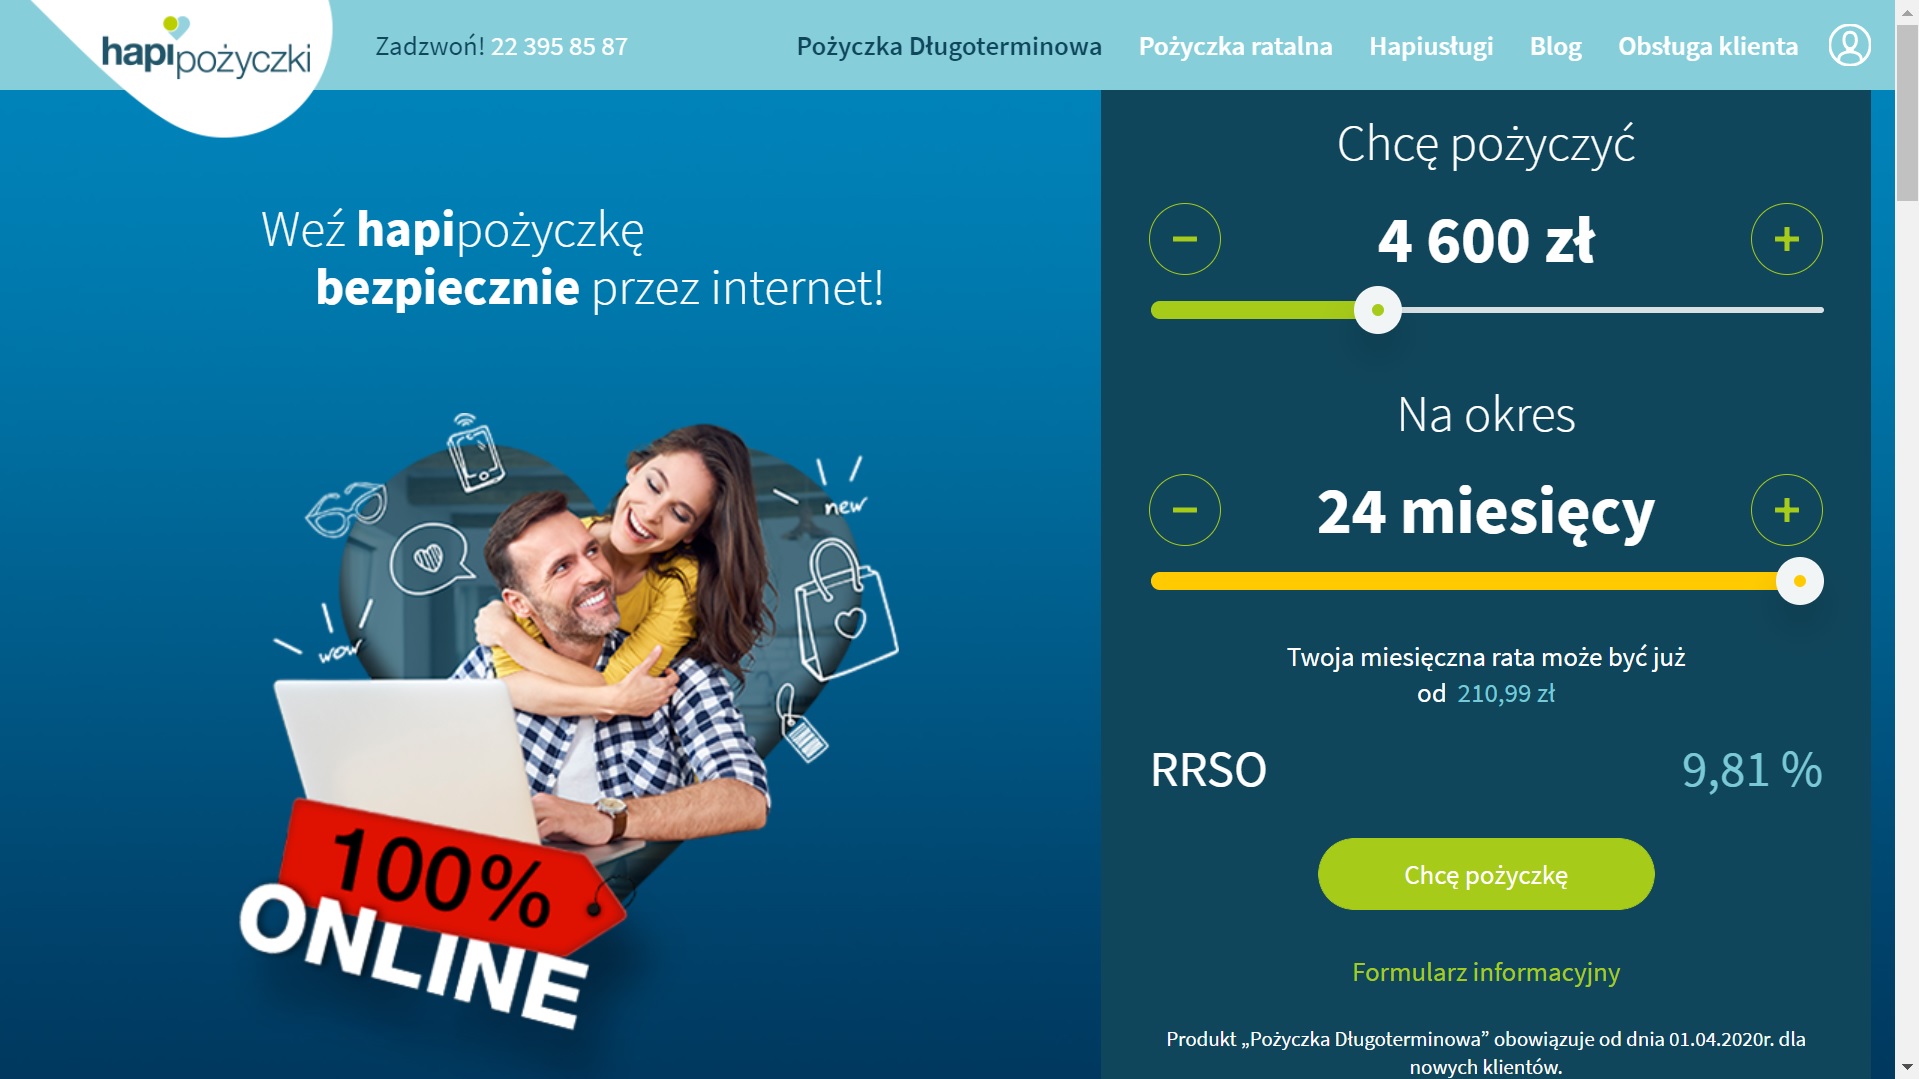 hapipożyczki
Zadzwoń! 22 395 85 87
Pożyczka Długoterminowa
Pożyczka ratalna
Hapiusługi
Blog
Obsługa klienta
Weź hapipożyczkę
bezpiecznie przez internet!
new
wow
100%
ONLINE
Chcę pożyczyć
4 600 zł
Na okres
24 miesięcy
Twoja miesięczna rata może być już
od 210,99 zł
RRSO
9,81 %
Chcę pożyczkę
Formularz informacyjny
Produkt „Pożyczka Długoterminowa” obowiązuje od dnia 01.04.2020r. dla
nowych klientów.